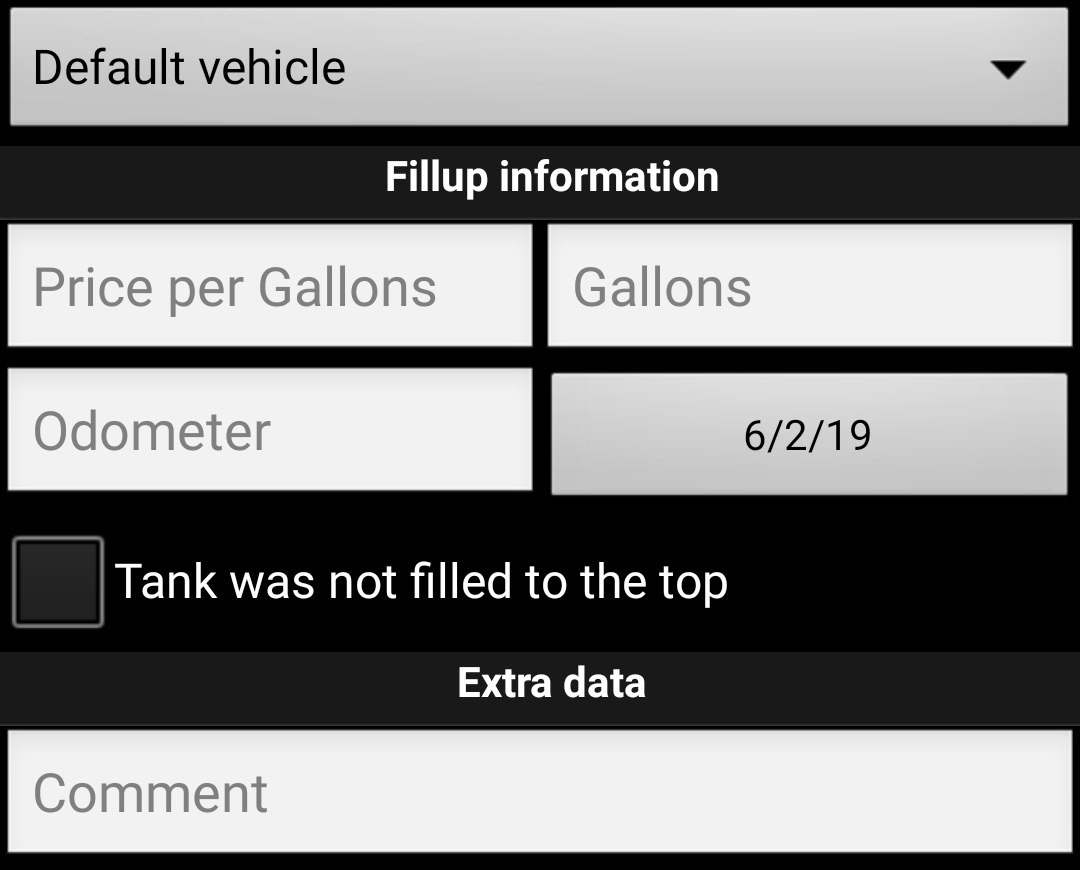 Default vehicle
Fillup information
Price per Gallons
Gallons
Odometer
6/2/19
Tank was not filled to the top
Extra data
Comment